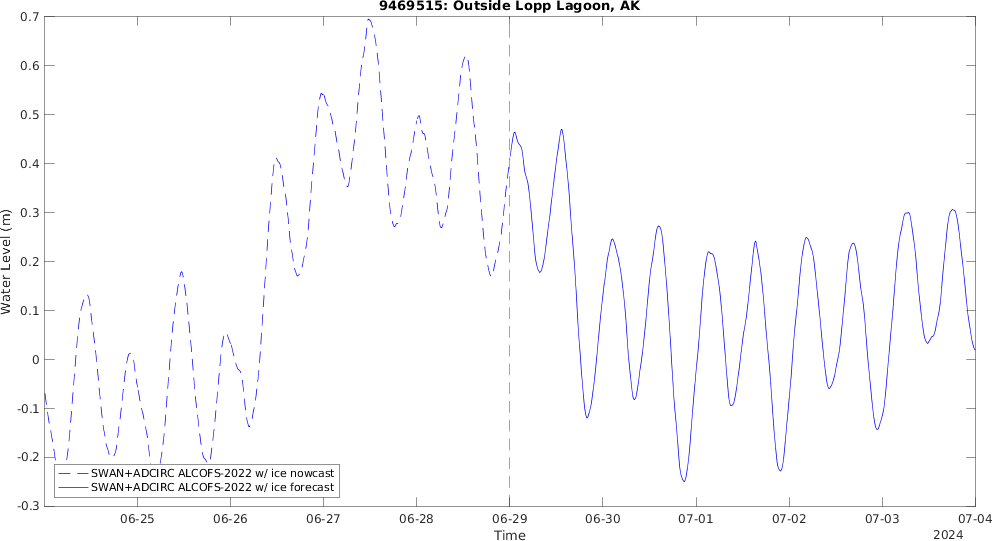 9469515: Outside Lopp Lagoon, AK
0.7
0.6
0.5
0.4
0.3
0.2
0.1
0
-0.1
-0.2
-0.3
Water Level (m)
SWAN+ADCIRC ALCOFS-2022 w/ ice nowcast
SWAN+ADCIRC ALCOFS-2022 w/ ice forecast
06-25 06-26 06-27 06-28 06-29 06-30 07-01 07-02 07-03 07-04
Time
2024